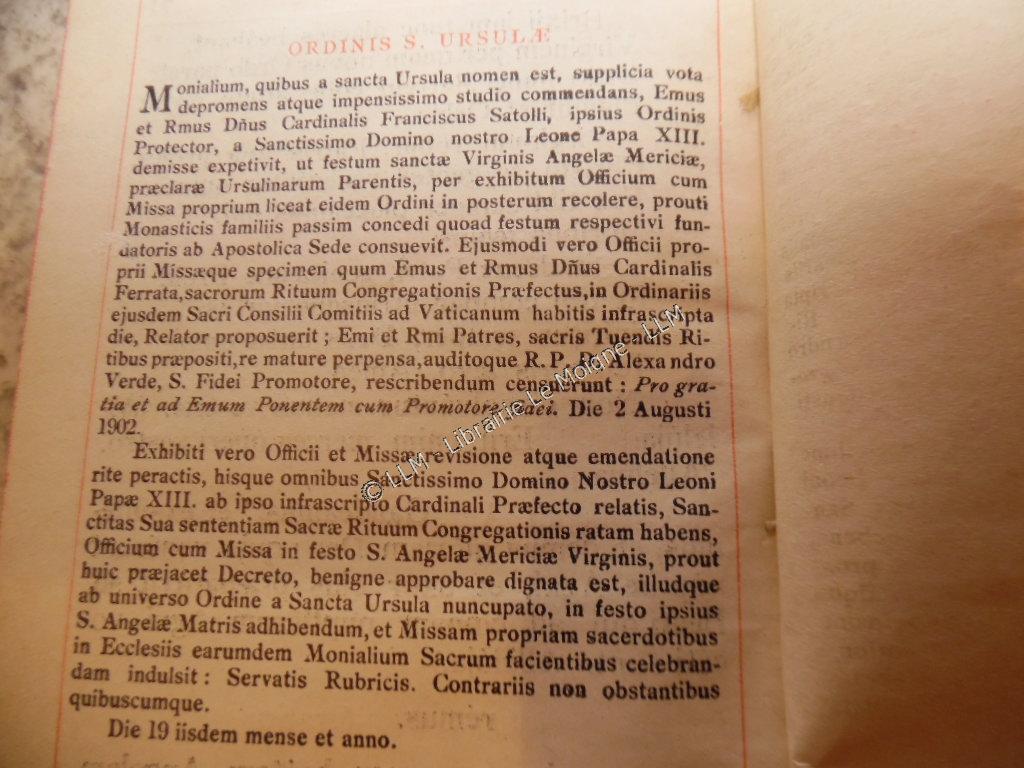 ORDINIS S. URSULÆ
Monialium, quibus a sancta Ursula nomen est, supplicia vota
depromens atque impensissimo studio commendans, Emus
et Rmus Dñus Cardinalis Franciscus Satolli, ipsius Ordinis
Protector, a Sanctissimo Domino nostro Leone Papa XIII.
demisse expetivit, ut festum sanctæ Virginis Angelæ Mericiæ,
præclaræ Ursulinarum Parentis, per exhibitum Officium cum
Missa proprium liceat eidem Ordini in posterum recolere, prouti
Monasticis familiis passim concedi quoad festum respectivi fun-
datoris ab Apostolica Sede consuevit. Ejusmodi vero Officii pro-
prii Missæque specimen quum Emus et Rmus Dñus Cardinalis
Ferrata, sacrorum Rituum Congregationis Præfectus, in Ordinariis
ejusdem Sacri Consilii Comitiis ad Vaticanum habitis infrascripta
die, Relator proposuerit ; Emi et Rmi Patres, sacris Tuendis Ri-
tibus præpositi, re mature perpensa, auditoque R. P. D. Alexandro
Verde, S. Fidei Promotore, rescribendum censuerunt : Pro gra-
tia et ad Emum Ponentem cum Promotore Fidei. Die 2 Augusti
1902.
Exhibiti vero Officii et Missæ revisione atque emendatione
rite peractis, hisque omnibus Sanctissimo Domino Nostro Leoni
Papæ XIII. ab ipso infrascripto Cardinali Præfecto relatis, Sanc-
titas Sua sententiam Sacræ Rituum Congregationis ratam habens,
Officium cum Missa in festo S. Angelæ Mericiæ Virginis, prout
huic præjacet Decreto, benigne approbare dignata est, illudque
ab universo Ordine a Sancta Ursula nuncupato, in festo ipsius
S. Angelæ Matris adhibendum, et Missam propriam sacerdotibus
in Ecclesiis earumdem Monialium Sacrum facientibus celebran-
dam indulsit : Servatis Rubricis. Contrariis non obstantibus
quibuscumque.
Die 19 iisdem mense et anno.
© LLM - Librairie Le Moigne - LLM